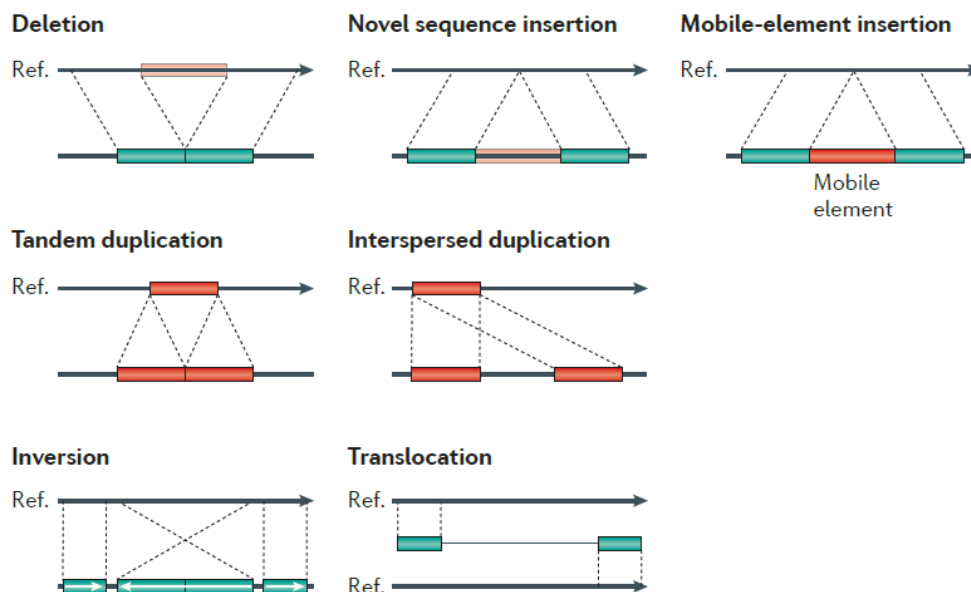 Deletion
Novel sequence insertion
Mobile-element insertion
Ref.
Ref.
Ref.
Mobile
element
Tandem duplication
Interspersed duplication
Ref.
Ref.
Inversion
Translocation
Ref.
Ref.
Ref.